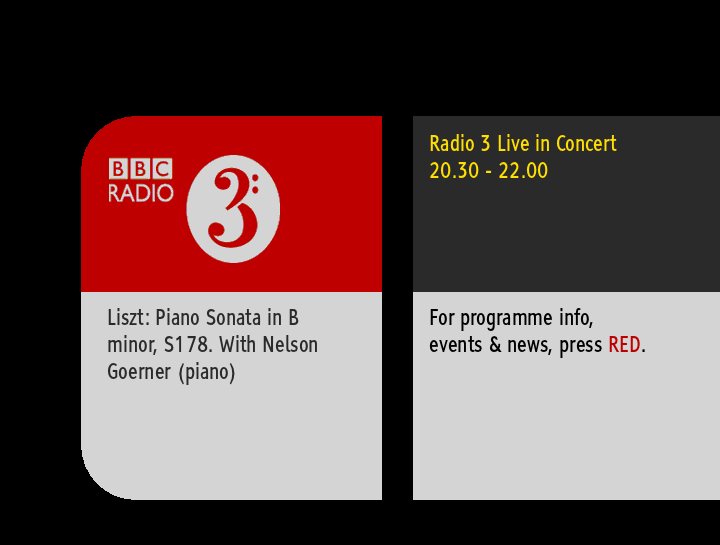 BBC
RADIO
3
Radio 3 Live in Concert
20.30 - 22.00
Liszt: Piano Sonata in B
minor, S178. With Nelson
Goerner (piano)
For programme info,
events & news, press RED.